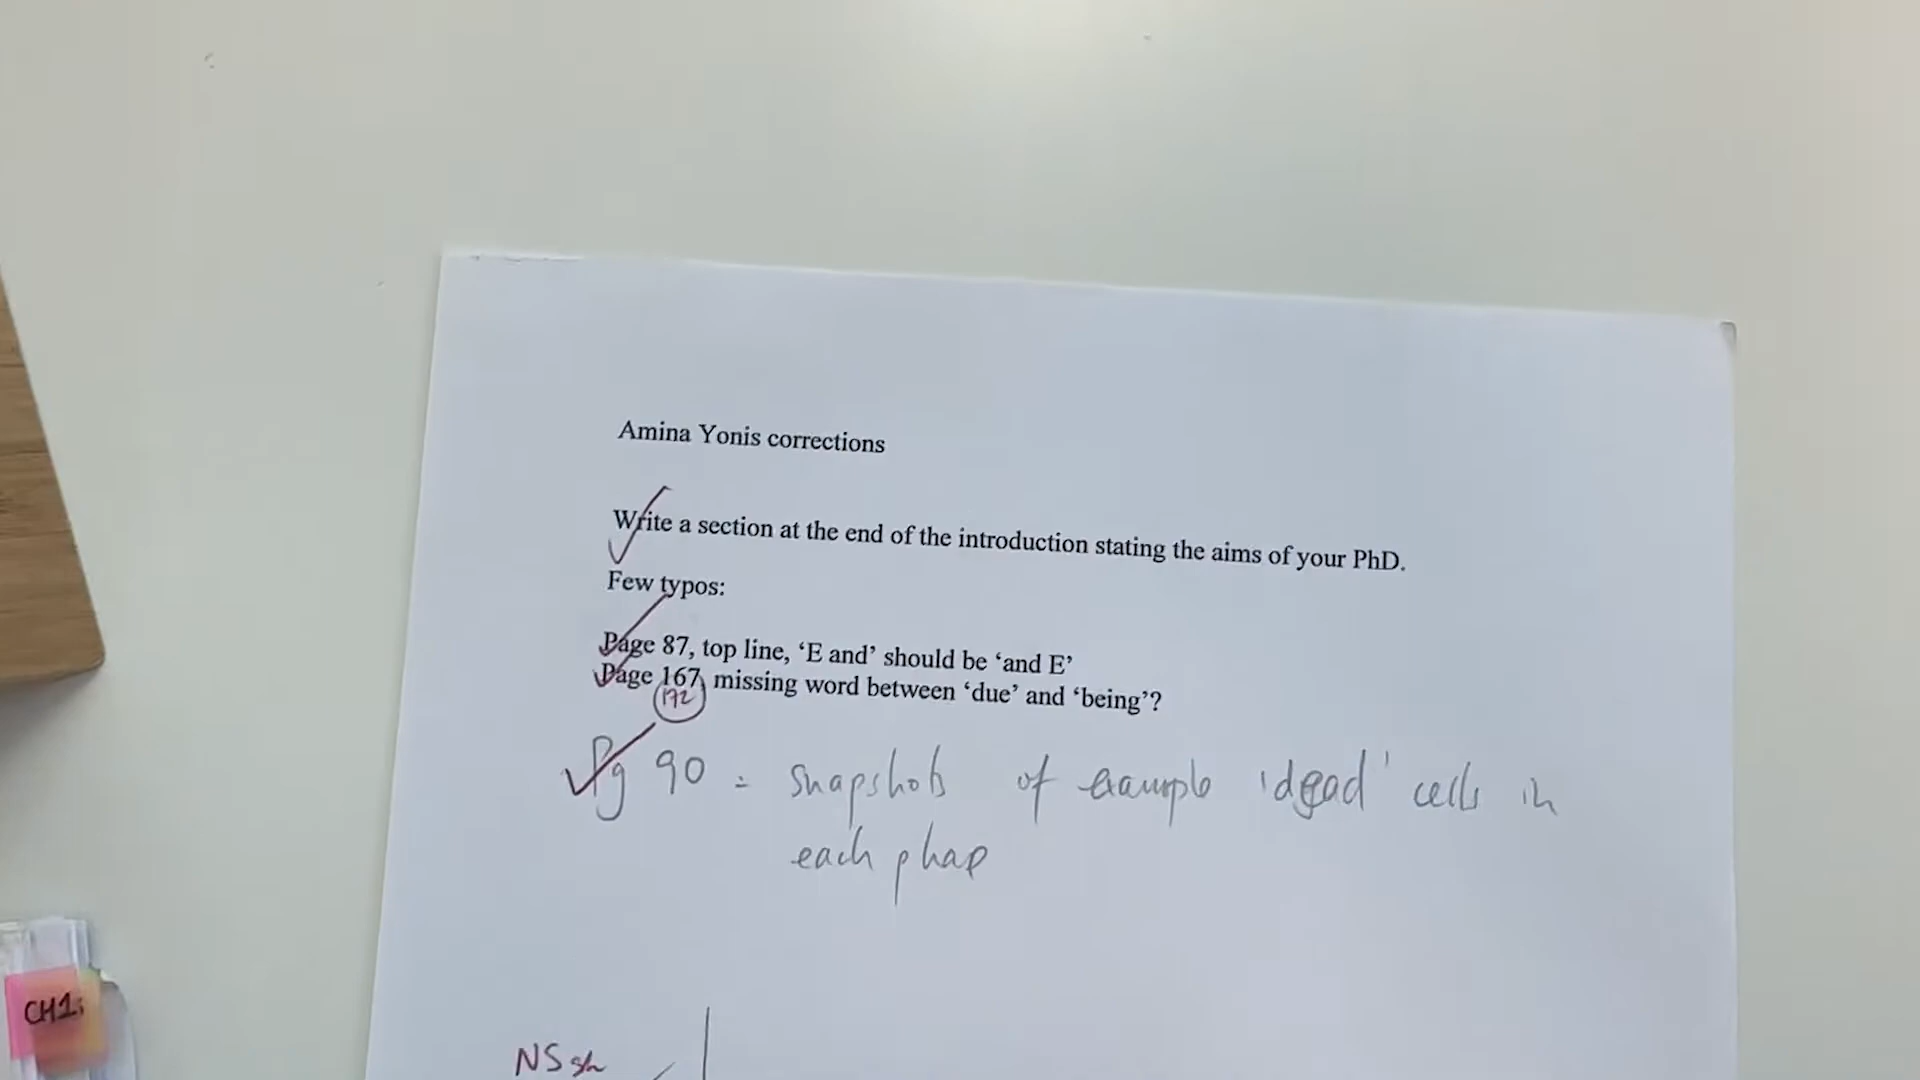 Amina Yonis corrections
Write a section at the end of the introduction stating the aims of your PhD.
Few typos:
Page 87, top line, ‘E and’ should be ‘and E’
Page 167, missing word between ‘due’ and ‘being’?
172
Pg 90 = snapshots of example 'dead' cells in
each phase
CH1:
NSsh